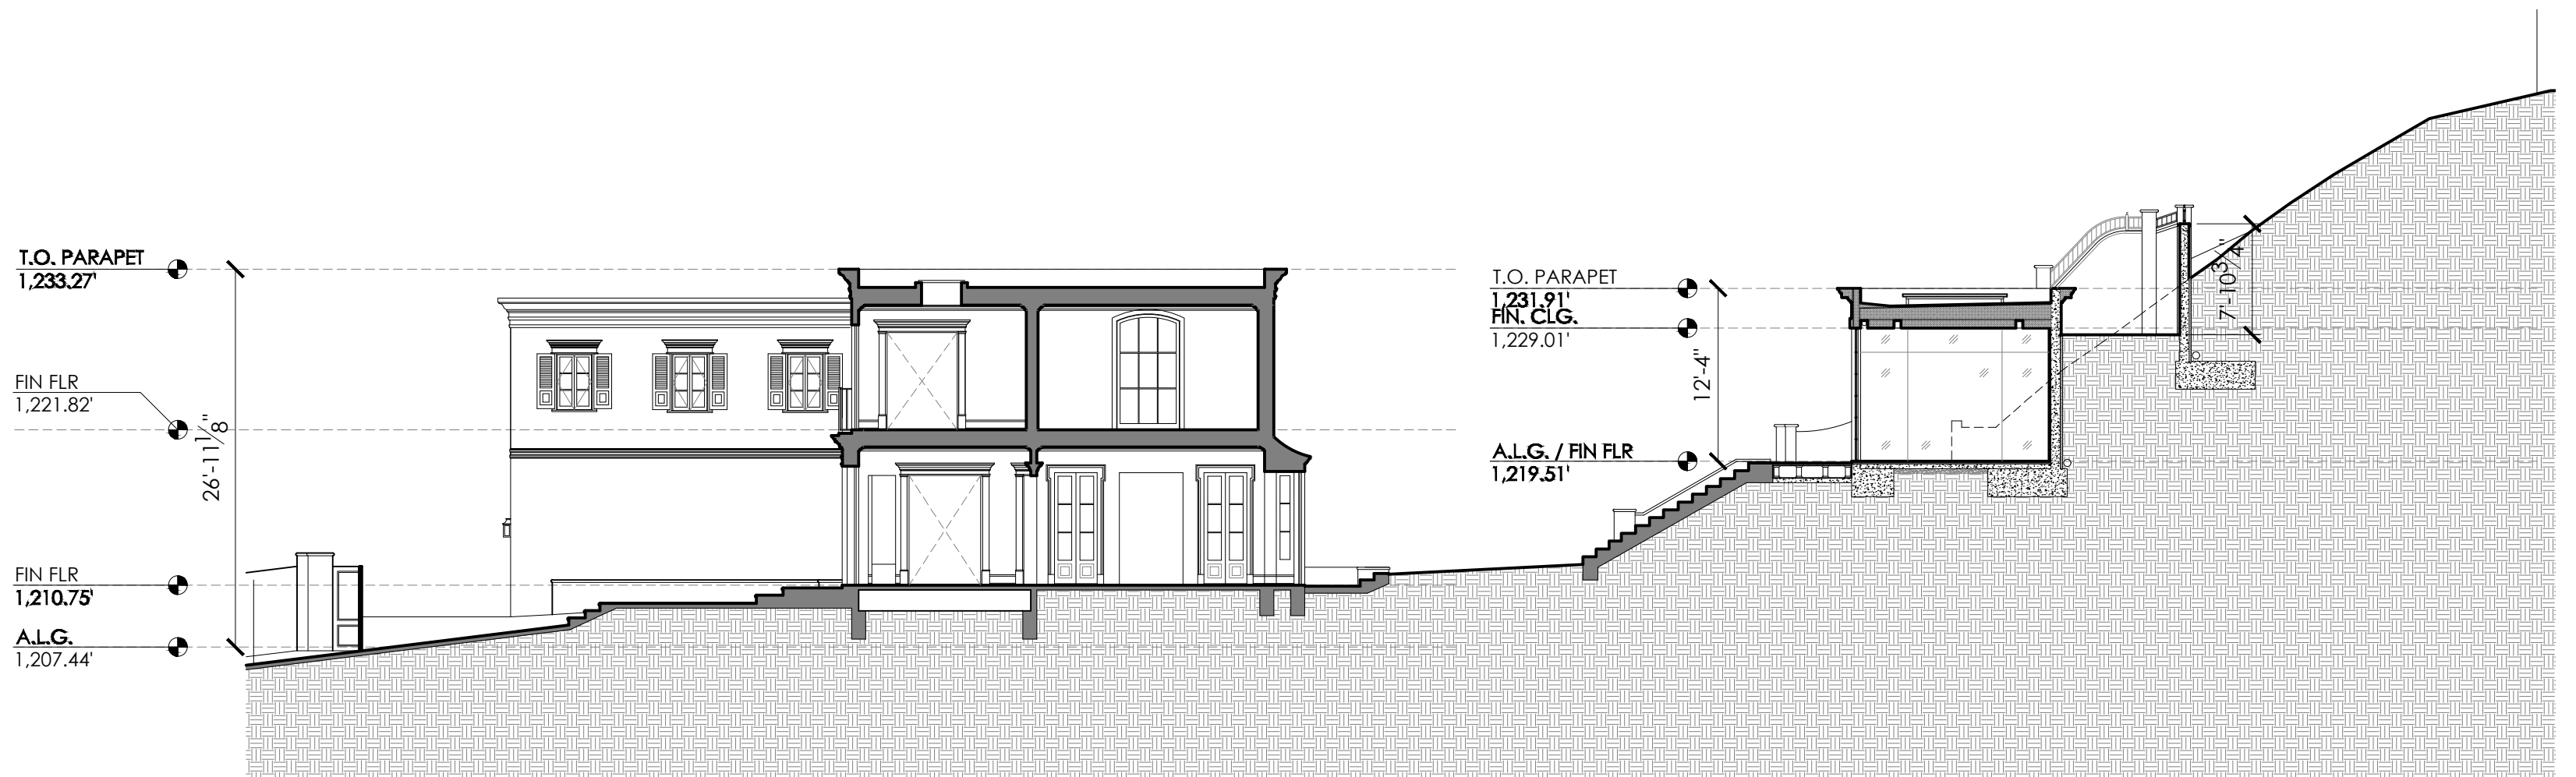 T.O. PARAPET
1,233.27'
FIN FLR
1,221.82'
26'-11 1/8"
FIN FLR
1,210.75'
A.L.G.
1,207.44'
T.O. PARAPET
1,231.91'
FIN. CLG.
1,229.01'
12'-4"
A.L.G. / FIN FLR
1,219.51'
7'-10 3/4"